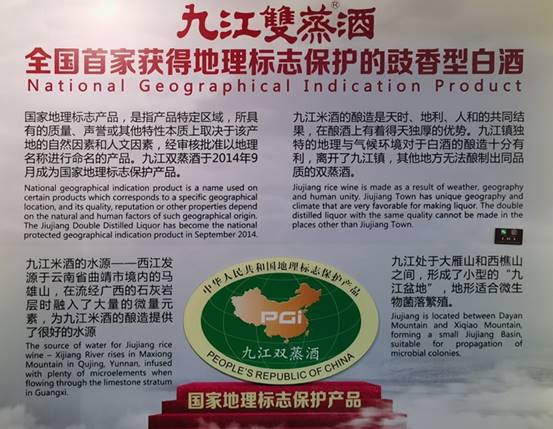 九江雙蒸酒®
全国首家获得地理标志保护的豉香型白酒
National Geographical Indication Product
国家地理标志产品,是指产品特定区域,所具
有的质量、声誉或其他特性本质上取决于该产
地的自然因素和人文因素,经审核批准以地理
名称进行命名的产品。九江双蒸酒于2014年9
月成为国家地理标志保护产品。
National geographical indication product is a name used on
certain products which corresponds to a specific geographical
location, and its quality, reputation or other properties depend
on the natural and human factors of such geographical origin.
The Jiujiang Double Distilled Liquor has become the national
protected geographical indication product in September 2014.
九江米酒的酿造是天时、地利、人和的共同结
果,在酿酒上有着得天独厚的优势。九江镇独
特的地理与气候环境对于白酒的酿造十分有
利,离开了九江镇,其他地方无法酿制出同品
质的双蒸酒。
Jiujiang rice wine is made as a result of weather, geography
and human unity. Jiujiang Town has unique geography and
climate that are very favorable for making liquor. The double
distilled liquor with the same quality cannot be made in the
places other than Jiujiang Town.
九江米酒的水源——西江发
源于云南省曲靖市境内的马
雄山,在流经广西的石灰岩
层时融入了大量的微量元
素,为九江米酒的酿造提供
了很好的水源
The source of water for Jiujiang rice
wine – Xijiang River rises in Maxiong
Mountain in Qujing, Yunnan, infused
with plenty of microelements when
flowing through the limestone stratum
in Guangxi.
中华人民共和国地理标志保护产品
PGI
九江双蒸酒
PEOPLE'S REPUBLIC OF CHINA
国家地理标志保护产品
九江处于大雁山和西樵山
之间,形成了小型的“九
江盆地”,地形适合微生
物菌落繁殖。
Jiujiang is located between Dayan
Mountain and Xiqiao Mountain,
forming a small Jiujiang Basin,
suitable for propagation of
microbial colonies.